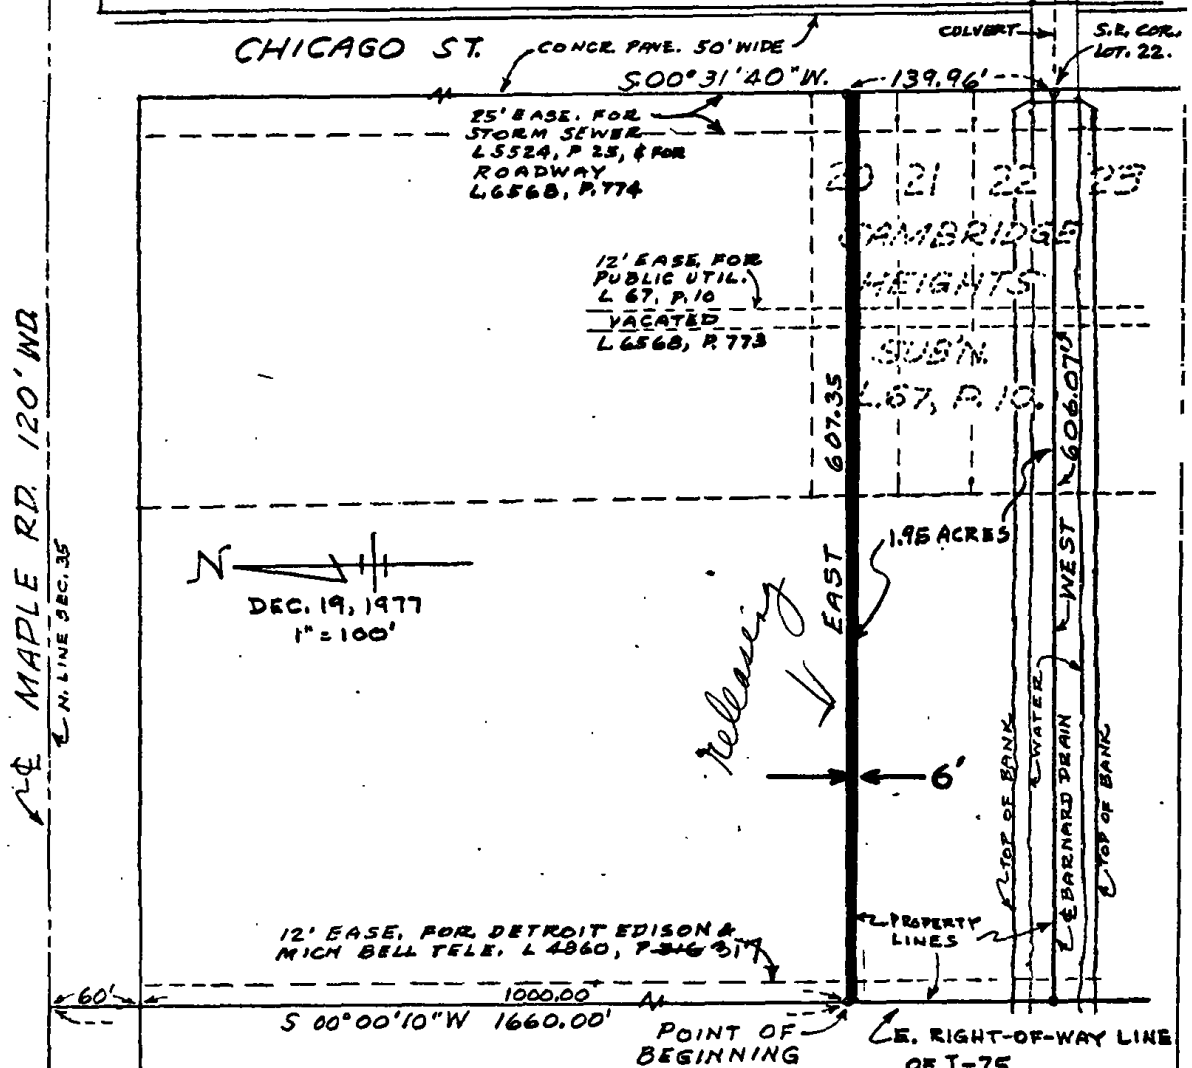 CHICAGO ST.
CONCR. PAVE. 50' WIDE
CULVERT
S.E. COR.
LOT. 22.
S.00°31'40"W.
139.96'
25' EASE. FOR
STORM SEWER
L5524, P 25, & FOR
ROADWAY
L.6568, P.774
20 21 22 23
CAMBRIDGE
HEIGHTS
SUB'N.
L.67, P. 10.
12' EASE. FOR
PUBLIC UTIL.
L 67, P. 10
VACATED
L 6568, P. 773
℄ MAPLE RD. 120' WD.
N. LINE SEC. 35
607.35
EAST
WEST 606.07'
1.95 ACRES
N
DEC. 19, 1977
1" = 100'
releasing
6'
TOP OF BANK
WATER
℄ BARNARD DRAIN
TOP OF BANK
PROPERTY
LINES
12' EASE. FOR DETROIT EDISON &
MICH BELL TELE. L 4860, P 316 317
60'
1000.00'
S 00°00'10"W 1660.00'
POINT OF
BEGINNING
E. RIGHT-OF-WAY LINE
OF I-75